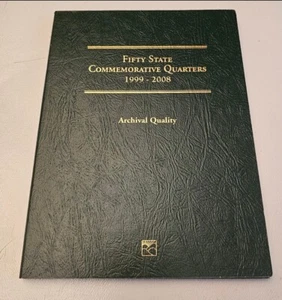 FIFTY STATE
COMMEMORATIVE QUARTERS
1999 - 2008
Archival Quality